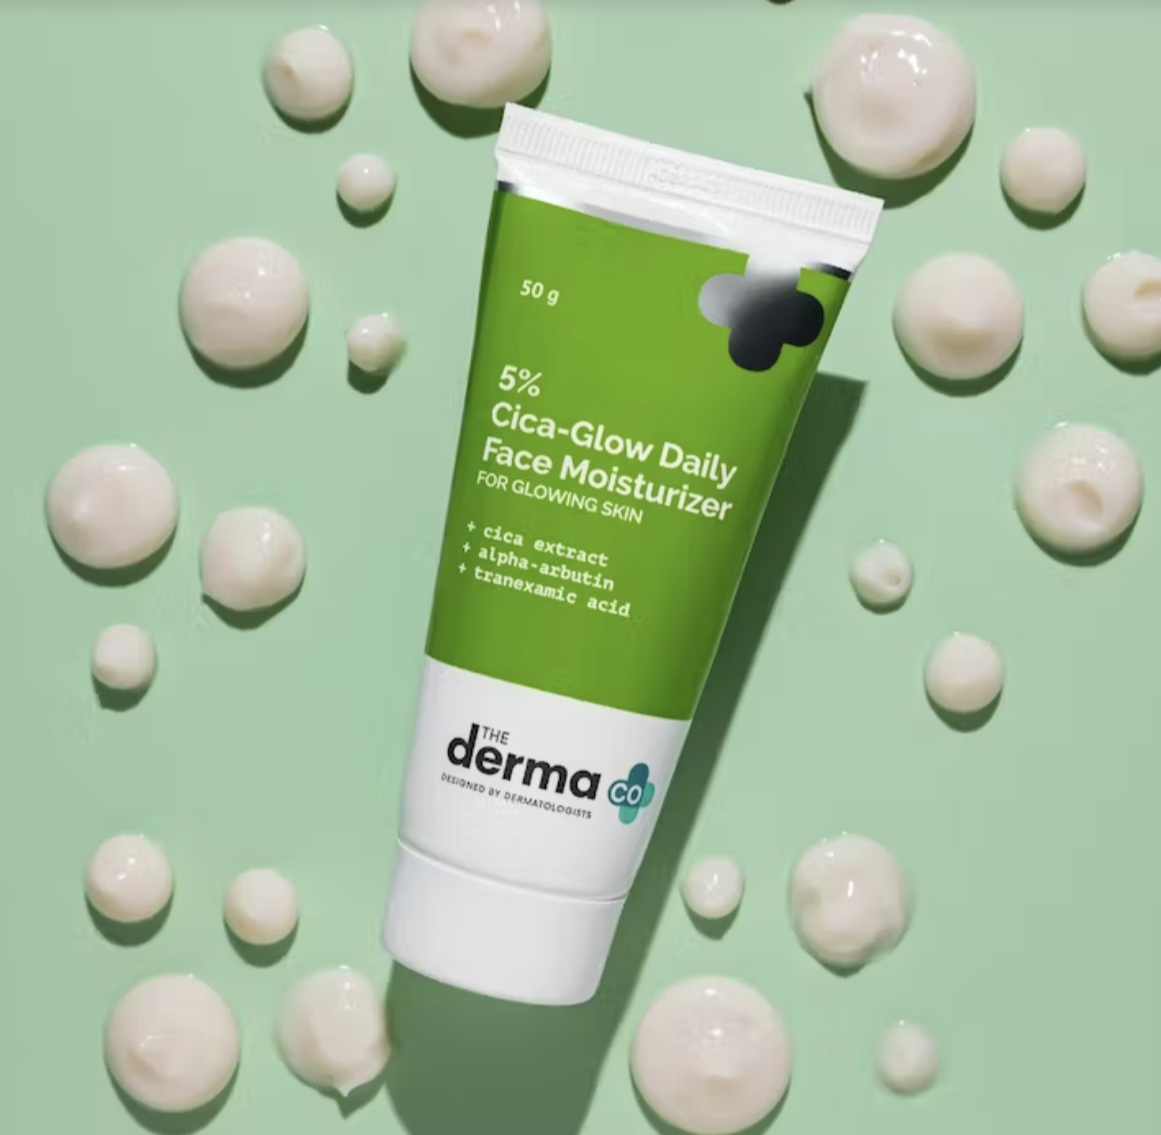 50 g
5%
Cica-Glow Daily
Face Moisturizer
FOR GLOWING SKIN
+ cica extract
+ alpha-arbutin
+ tranexamic acid
THE
derma co
DESIGNED BY DERMATOLOGISTS